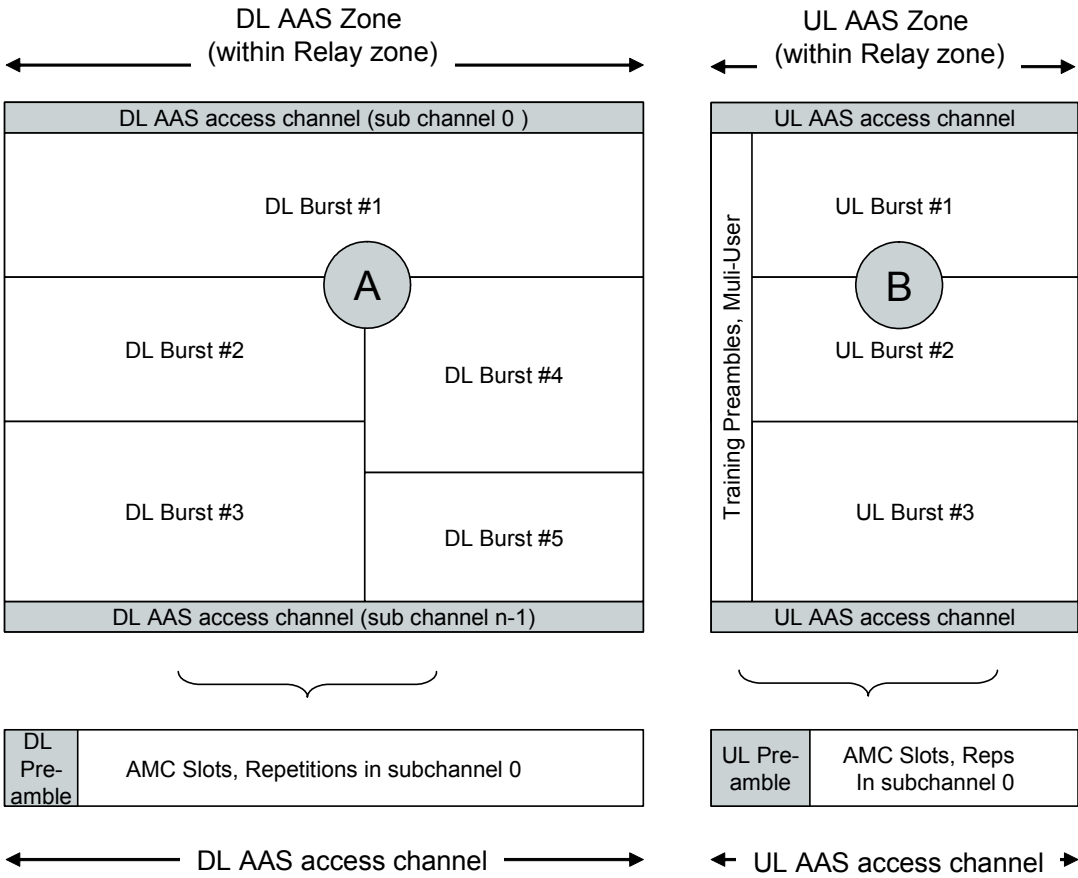 DL AAS Zone
(within Relay zone)
UL AAS Zone
(within Relay zone)
DL AAS access channel (sub channel 0 )
DL Burst #1
A
DL Burst #2
DL Burst #4
DL Burst #3
DL Burst #5
DL AAS access channel (sub channel n-1)
UL AAS access channel
Training Preambles, Muli-User
UL Burst #1
B
UL Burst #2
UL Burst #3
UL AAS access channel
DL
Pre-
amble
AMC Slots, Repetitions in subchannel 0
UL Pre-
amble
AMC Slots, Reps
In subchannel 0
DL AAS access channel
UL AAS access channel